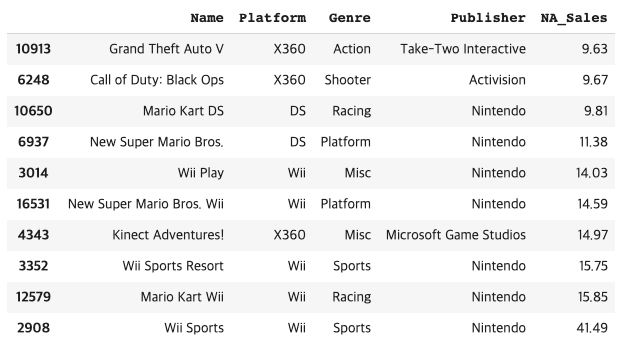 Name Platform Genre Publisher NA_Sales
10913 Grand Theft Auto V X360 Action Take-Two Interactive 9.63
6248 Call of Duty: Black Ops X360 Shooter Activision 9.67
10650 Mario Kart DS DS Racing Nintendo 9.81
6937 New Super Mario Bros. DS Platform Nintendo 11.38
3014 Wii Play Wii Misc Nintendo 14.03
16531 New Super Mario Bros. Wii Wii Platform Nintendo 14.59
4343 Kinect Adventures! X360 Misc Microsoft Game Studios 14.97
3352 Wii Sports Resort Wii Sports Nintendo 15.75
12579 Mario Kart Wii Wii Racing Nintendo 15.85
2908 Wii Sports Wii Sports Nintendo 41.49